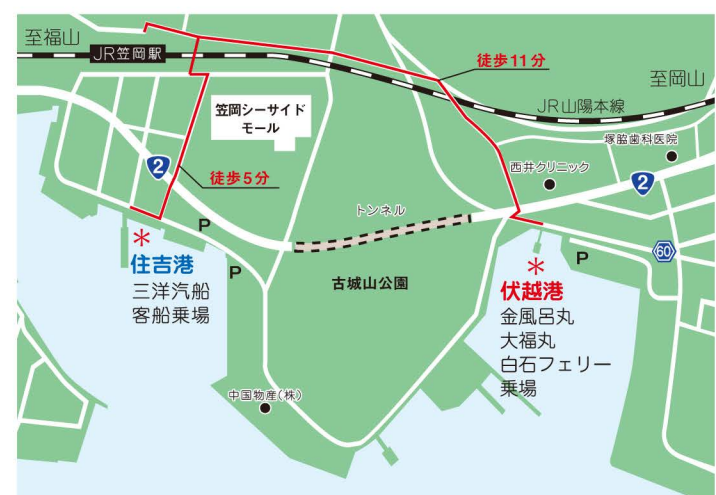 至福山
JR笠岡駅
徒歩11分
至岡山
JR山陽本線
笠岡シーサイド
モール
塚脇歯科医院
西井クリニック
2
2
徒歩5分
トンネル
P
60
P
P
住吉港
三洋汽船
客船乗場
古城山公園
伏越港
金風呂丸
大福丸
白石フェリー
乗場
中国物産(株)